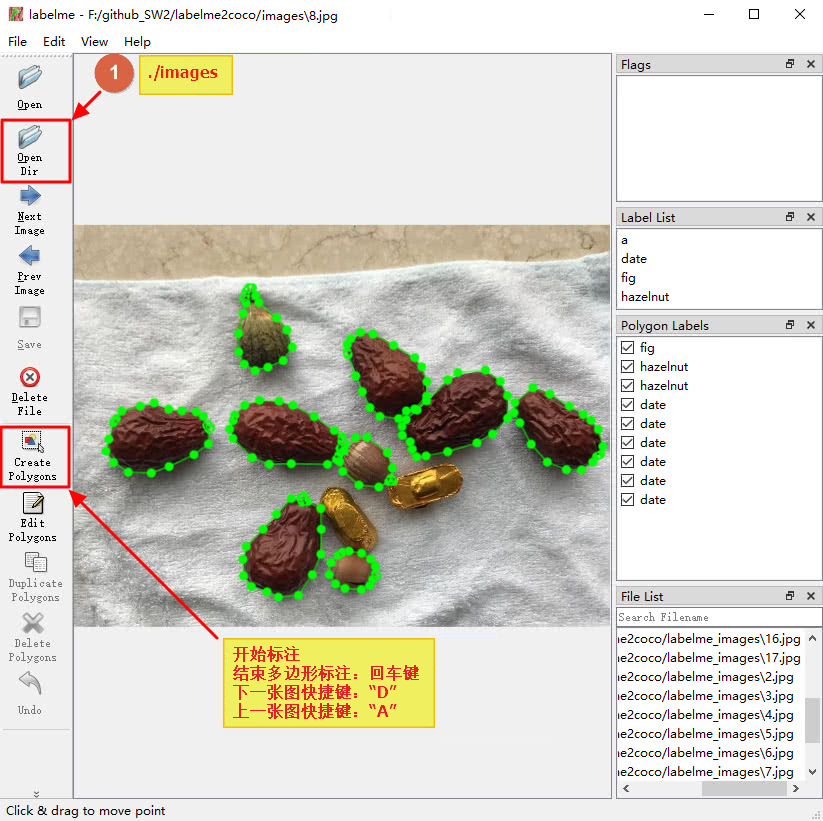 labelme - F:/github_SW2/labelme2coco/images\8.jpg
File Edit View Help
1
./images
Open
Open
Dir
Next
Image
Prev
Image
Save
Delete
File
Create
Polygons
Edit
Polygons
Duplicate
Polygons
Delete
Polygons
Undo
开始标注
结束多边形标注：回车键
下一张图快捷键：“D”
上一张图快捷键：“A”
Flags
Label List
a
date
fig
hazelnut
Polygon Labels
fig
hazelnut
hazelnut
date
date
date
date
date
date
File List
Search Filename
me2coco/labelme_images\16.jpg
me2coco/labelme_images\17.jpg
me2coco/labelme_images\2.jpg
me2coco/labelme_images\3.jpg
me2coco/labelme_images\4.jpg
me2coco/labelme_images\5.jpg
me2coco/labelme_images\6.jpg
me2coco/labelme_images\7.jpg
Click & drag to move point